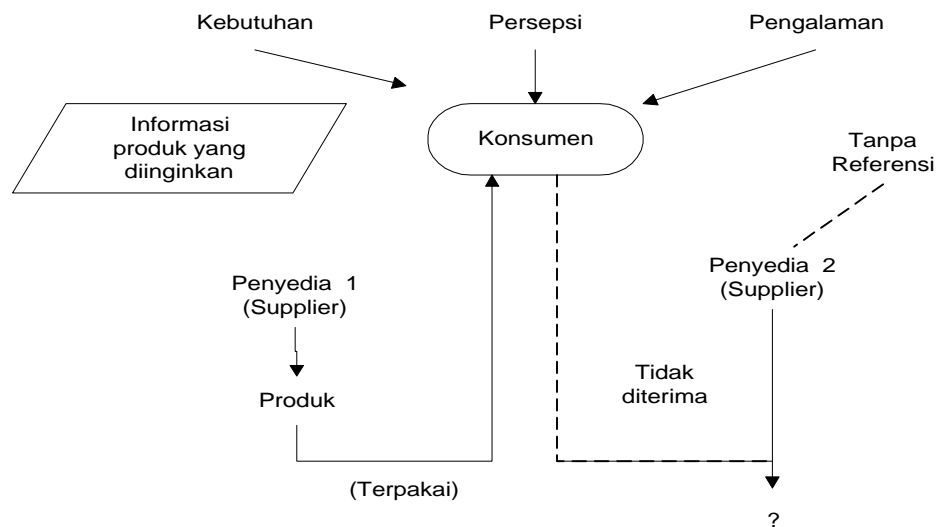 Kebutuhan
Persepsi
Pengalaman
Informasi
produk yang
diinginkan
Konsumen
Tanpa
Referensi
Penyedia 1
(Supplier)
Penyedia 2
(Supplier)
Produk
Tidak
diterima
(Terpakai)
?